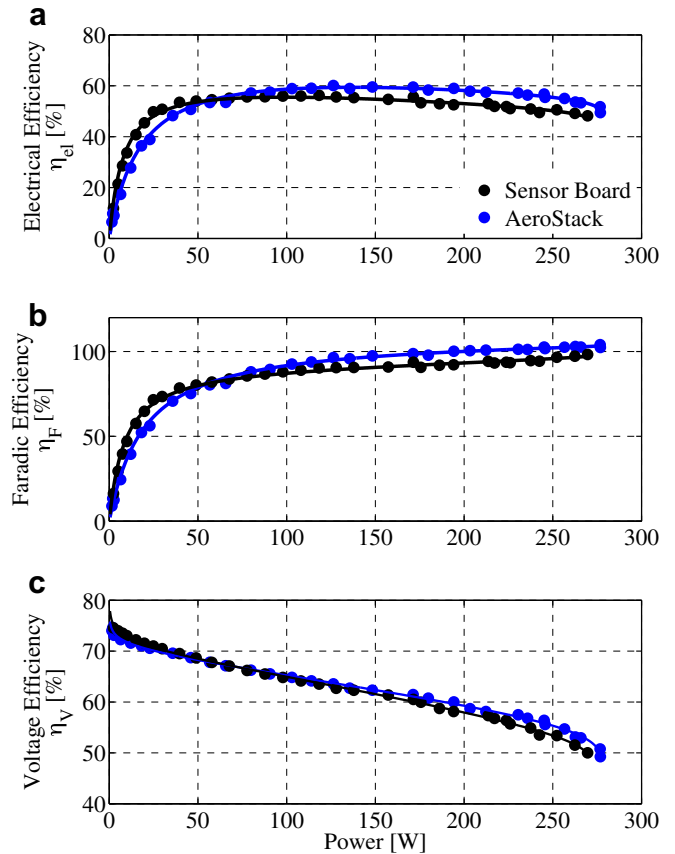 a
80
60
40
20
0
Electrical Efficiency
η_el [%]
Sensor Board
AeroStack
0 50 100 150 200 250 300
b
100
50
0
Faradic Efficiency
η_F [%]
0 50 100 150 200 250 300
c
80
70
60
50
40
Voltage Efficiency
η_V [%]
0 50 100 150 200 250 300
Power [W]